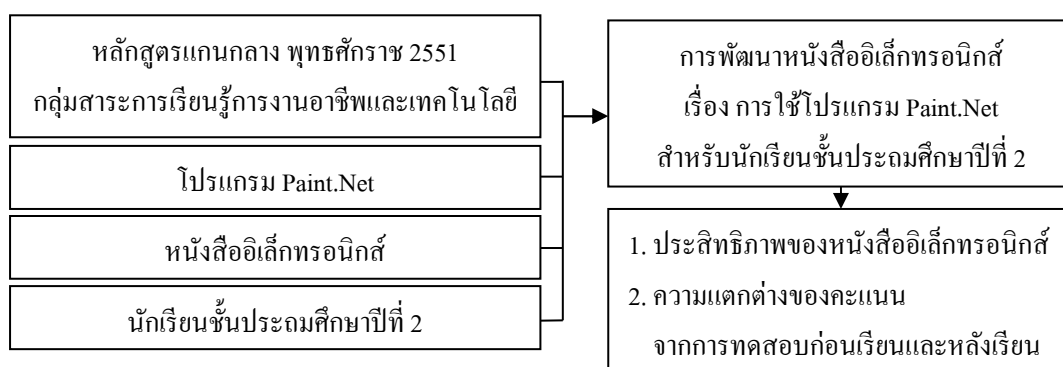 หลักสูตรแกนกลาง พุทธศักราช 2551
กลุ่มสาระการเรียนรู้การงานอาชีพและเทคโนโลยี
โปรแกรม Paint.Net
หนังสืออิเล็กทรอนิกส์
นักเรียนชั้นประถมศึกษาปีที่ 2
การพัฒนาหนังสืออิเล็กทรอนิกส์
เรื่อง การใช้โปรแกรม Paint.Net
สำหรับนักเรียนชั้นประถมศึกษาปีที่ 2
1. ประสิทธิภาพของหนังสืออิเล็กทรอนิกส์
2. ความแตกต่างของคะแนน
จากการทดสอบก่อนเรียนและหลังเรียน